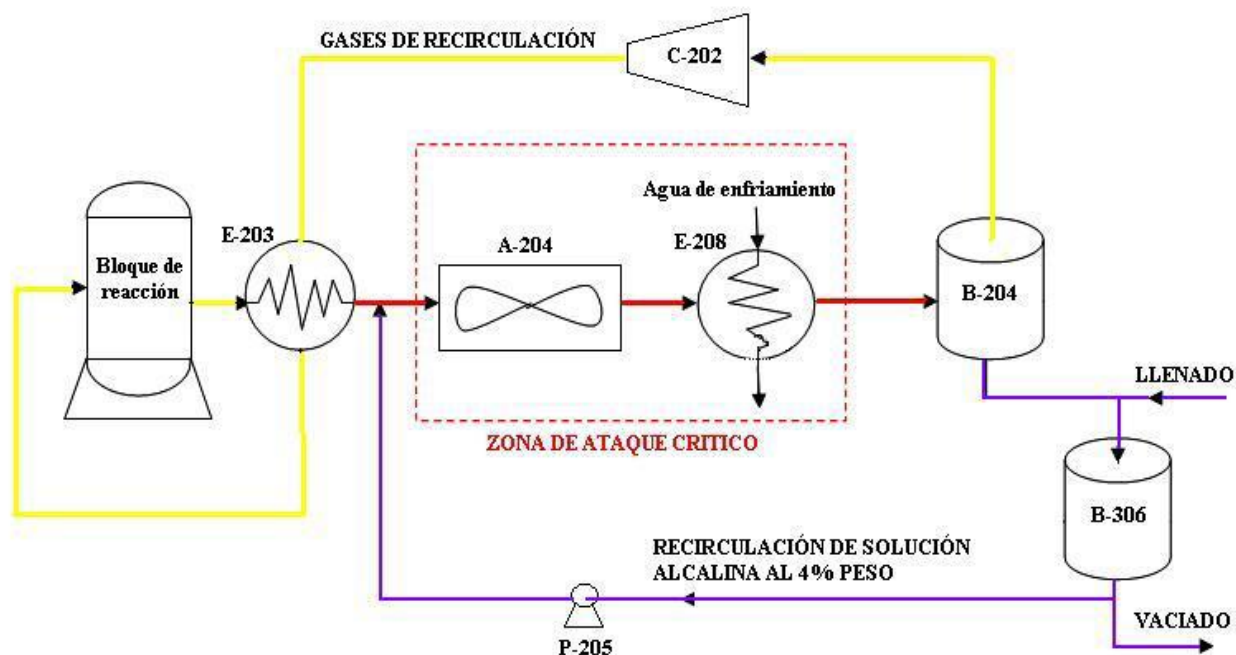 GASES DE RECIRCULACIÓN
C-202
Agua de enfriamiento
E-203
A-204
E-208
Bloque de
reacción
B-204
LLENADO
ZONA DE ATAQUE CRITICO
B-306
RECIRCULACIÓN DE SOLUCIÓN
ALCALINA AL 4% PESO
VACIADO
P-205